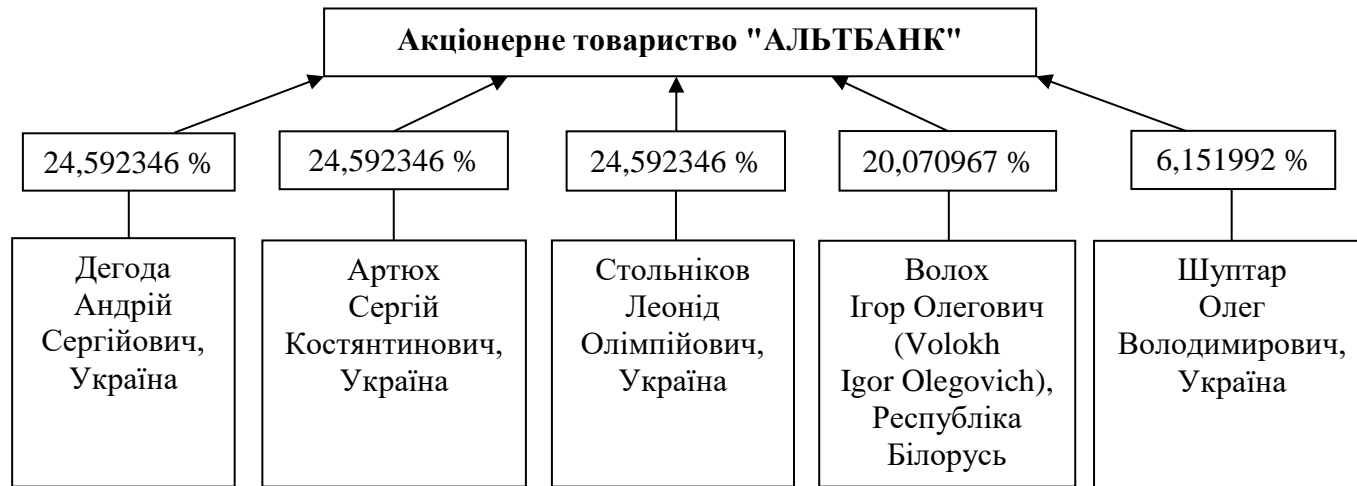 Акціонерне товариство "АЛЬТБАНК"
24,592346 %
24,592346 %
24,592346 %
20,070967 %
6,151992 %
Дегода
Андрій
Сергійович,
Україна
Артюх
Сергій
Костянтинович,
Україна
Стольніков
Леонід
Олімпійович,
Україна
Волох
Ігор Олегович
(Volokh
Igor Olegovich),
Республіка
Білорусь
Шуптар
Олег
Володимирович,
Україна